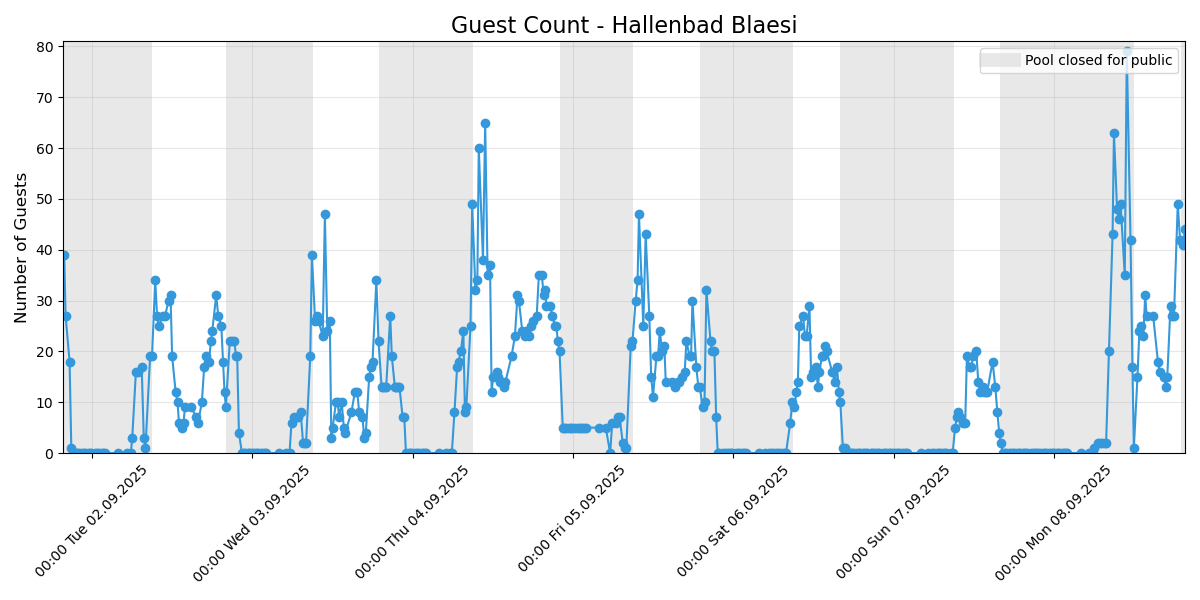 Guest Count - Hallenbad Blaesi
Pool closed for public
Number of Guests
80
70
60
50
40
30
20
10
0
00:00 Tue 02.09.2025
00:00 Wed 03.09.2025
00:00 Thu 04.09.2025
00:00 Fri 05.09.2025
00:00 Sat 06.09.2025
00:00 Sun 07.09.2025
00:00 Mon 08.09.2025